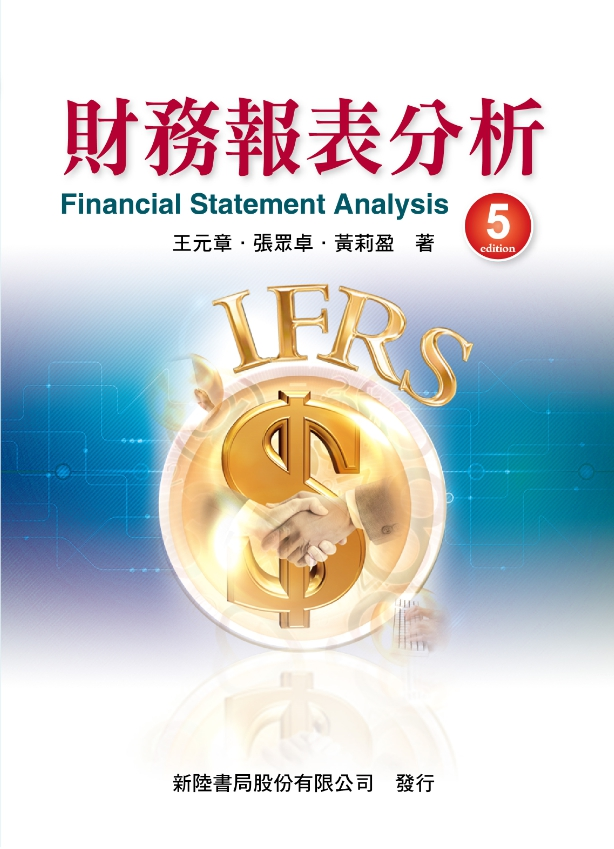 財務報表分析
Financial Statement Analysis
5
edition
王元章．張眾卓．黃莉盈 著
IFRS
$
新陸書局股份有限公司 發行